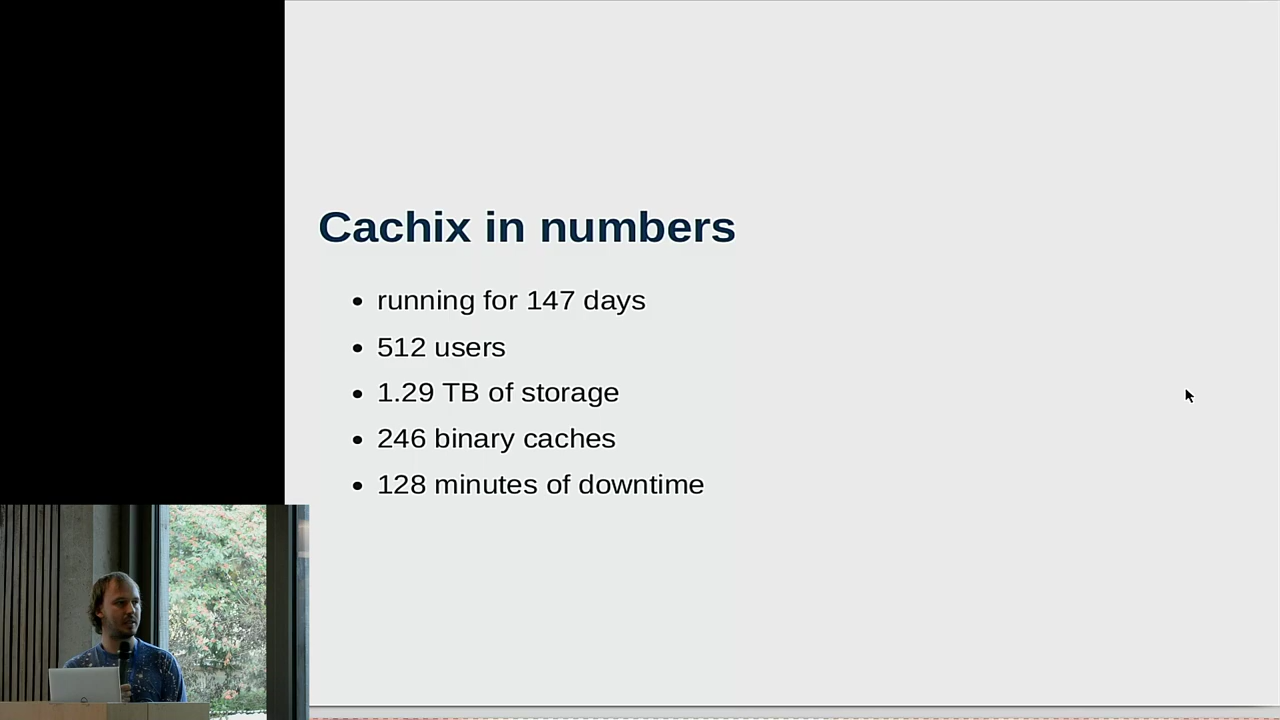 Cachix in numbers
running for 147 days
512 users
1.29 TB of storage
246 binary caches
128 minutes of downtime